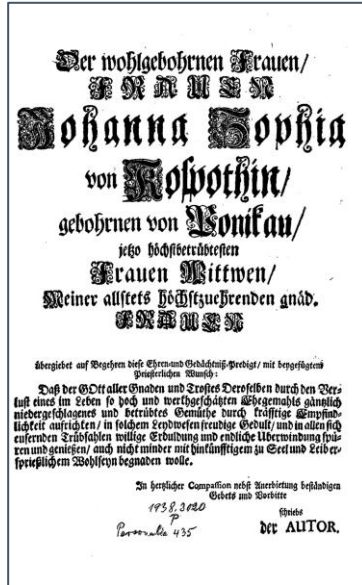 Der wohlgebohrnen Frauen/
FRAUEN
Johanna Sophia
von Kospothin/
gebohrnen von Ponikau/
jetzo höchstbetrübtesten
Frauen Wittwen/
Meiner allstets höchstzuehrenden gnäd.
FRAUEN
übergiebet auf Begehren diese Ehren-und Gedächtniß-Predigt/ mit beygefügtem
Priesterlichen Wunsch:
Daß der GOtt aller Gnaden und Trostes Deroselben durch den Ver-
lust eines im Leben so hoch und werthgeschätzten Ehegemahls gäntzlich
niedergeschlagenes und betrübtes Gemüthe durch kräfftige Empfind-
lichkeit aufrichten/ in solchem Leydwesen freudige Gedult/ und in allen sich
eusernden Trübsahlen willige Erduldung und endliche Uberwindung spü-
ren und geniessen/ auch nicht minder mit hinkünfftigem zu Seel und Leib er-
sprießlichem Wohlseyn begnaden wolle.
In hertzlicher Compassion nebst Anerbietung beständigen
Gebets und Vorbitte
schriebs
der AUTOR.
1938.3020
P
Personalia 435